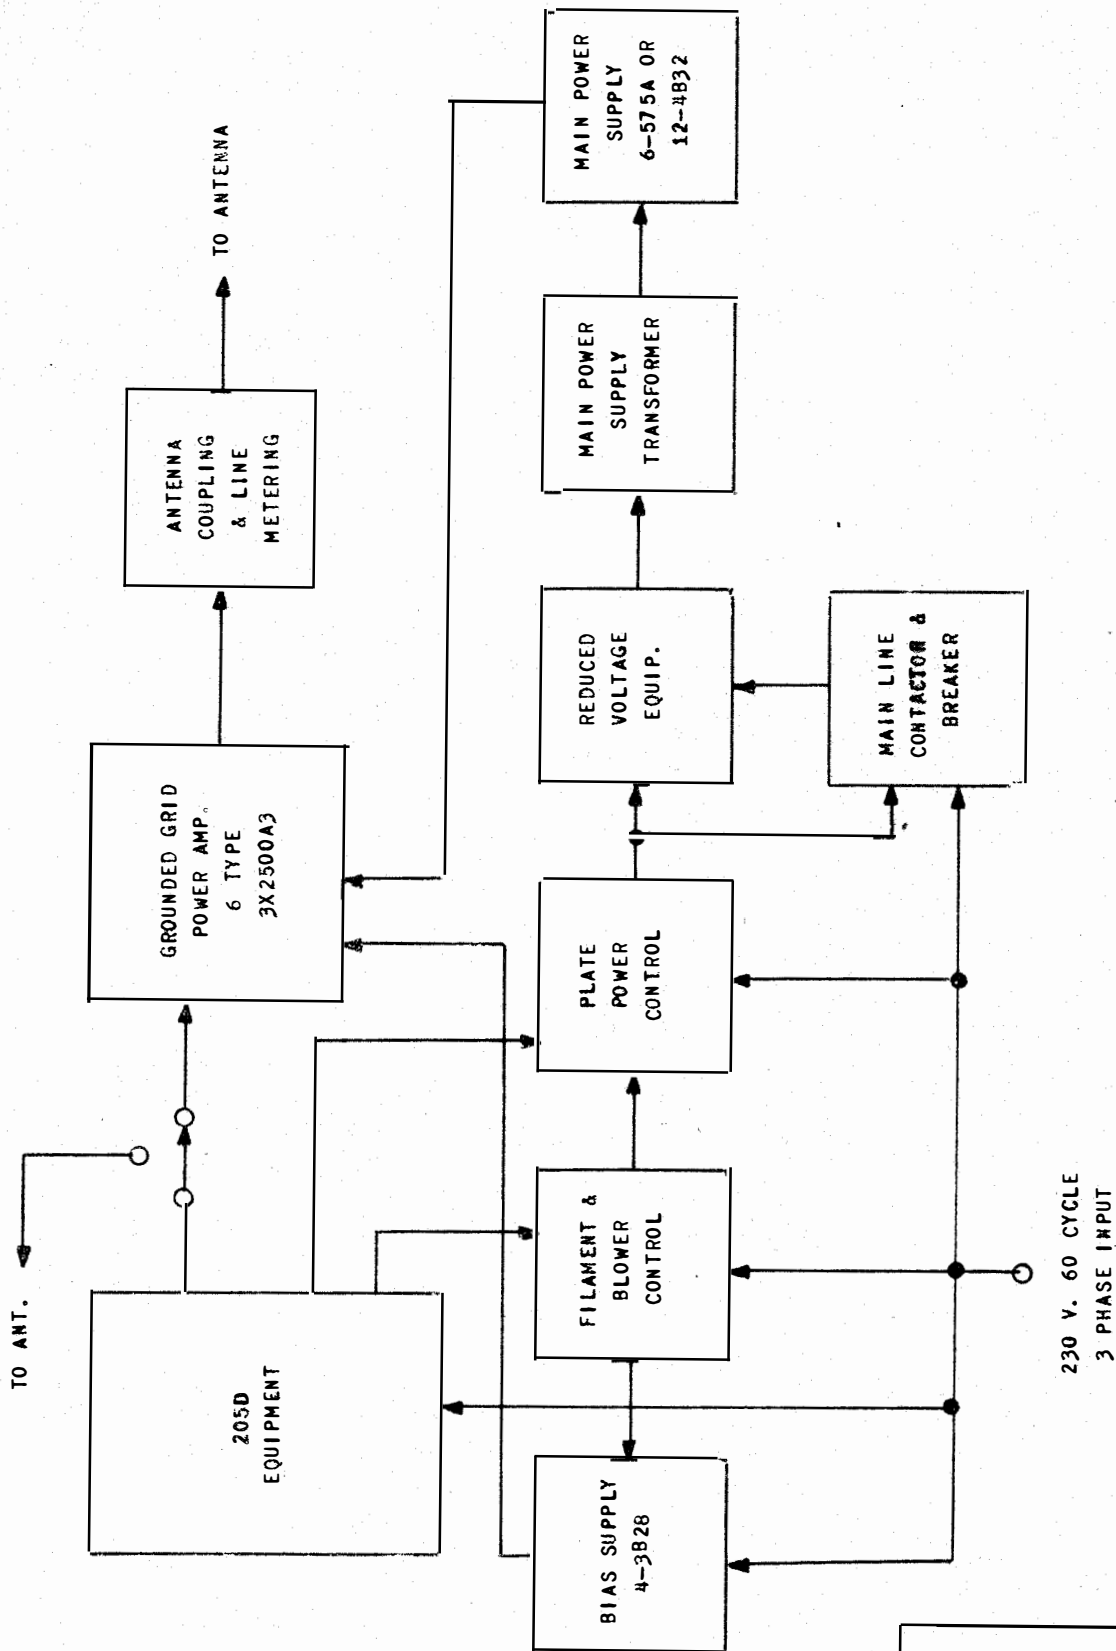 TO ANT.
205D
EQUIPMENT
GROUNDED GRID
POWER AMP.
6 TYPE
3X2500A3
ANTENNA
COUPLING
& LINE
METERING
TO ANTENNA
BIAS SUPPLY
4-3B28
FILAMENT &
BLOWER
CONTROL
PLATE
POWER
CONTROL
REDUCED
VOLTAGE
EQUIP.
MAIN POWER
SUPPLY
TRANSFORMER
MAIN POWER
SUPPLY
6-575A OR
12-4B32
MAIN LINE
CONTACTOR &
BREAKER
230 V. 60 CYCLE
3 PHASE INPUT